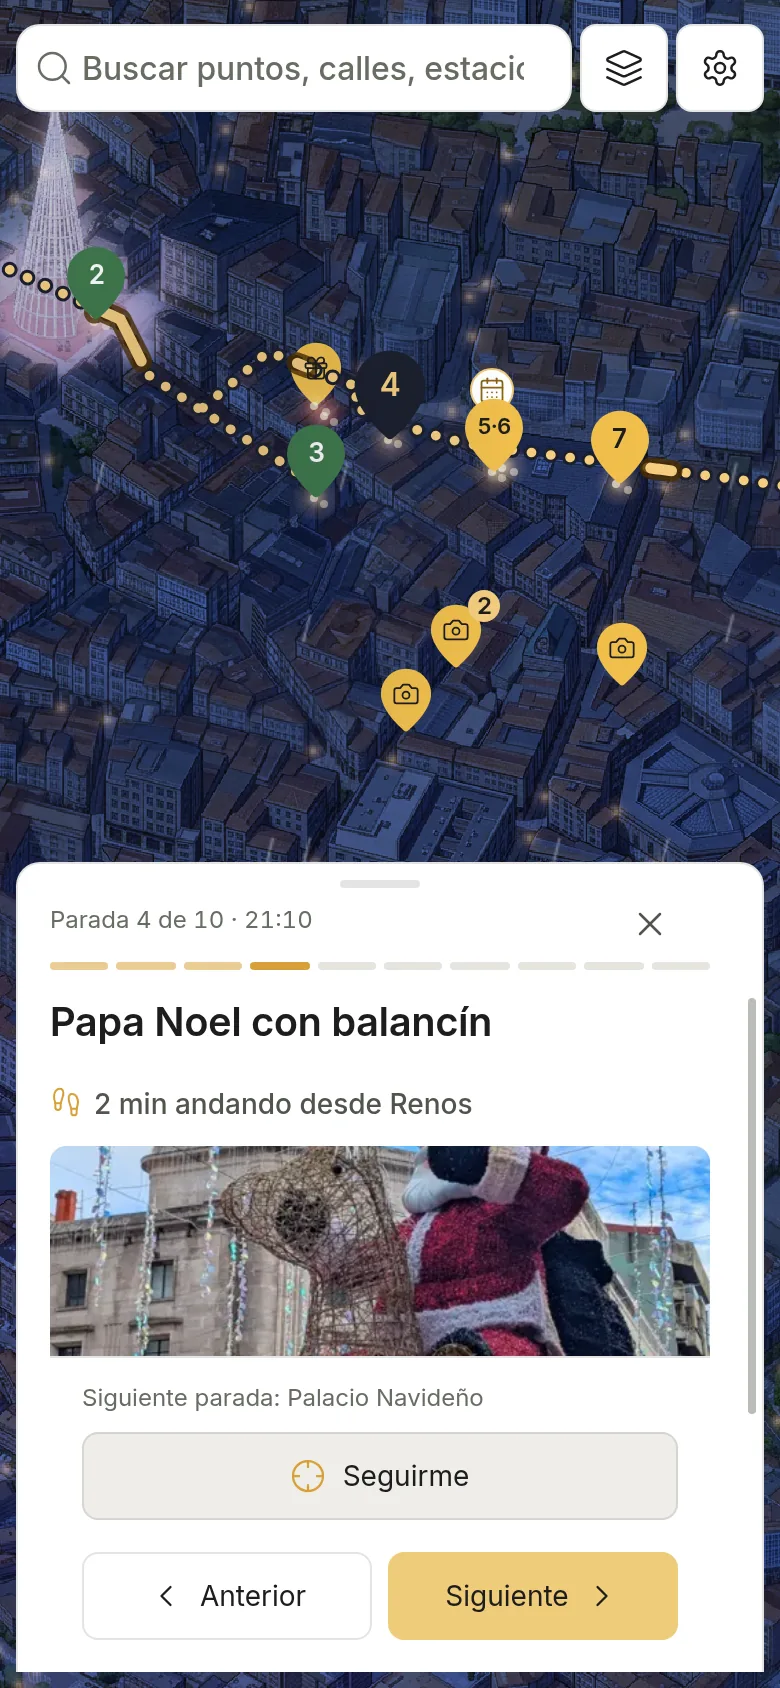 Buscar puntos, calles, estacic
2
4
5·6
7
3
2
Parada 4 de 10 · 21:10
Papa Noel con balancín
2 min andando desde Renos
Siguiente parada: Palacio Navideño
Seguirme
Anterior
Siguiente